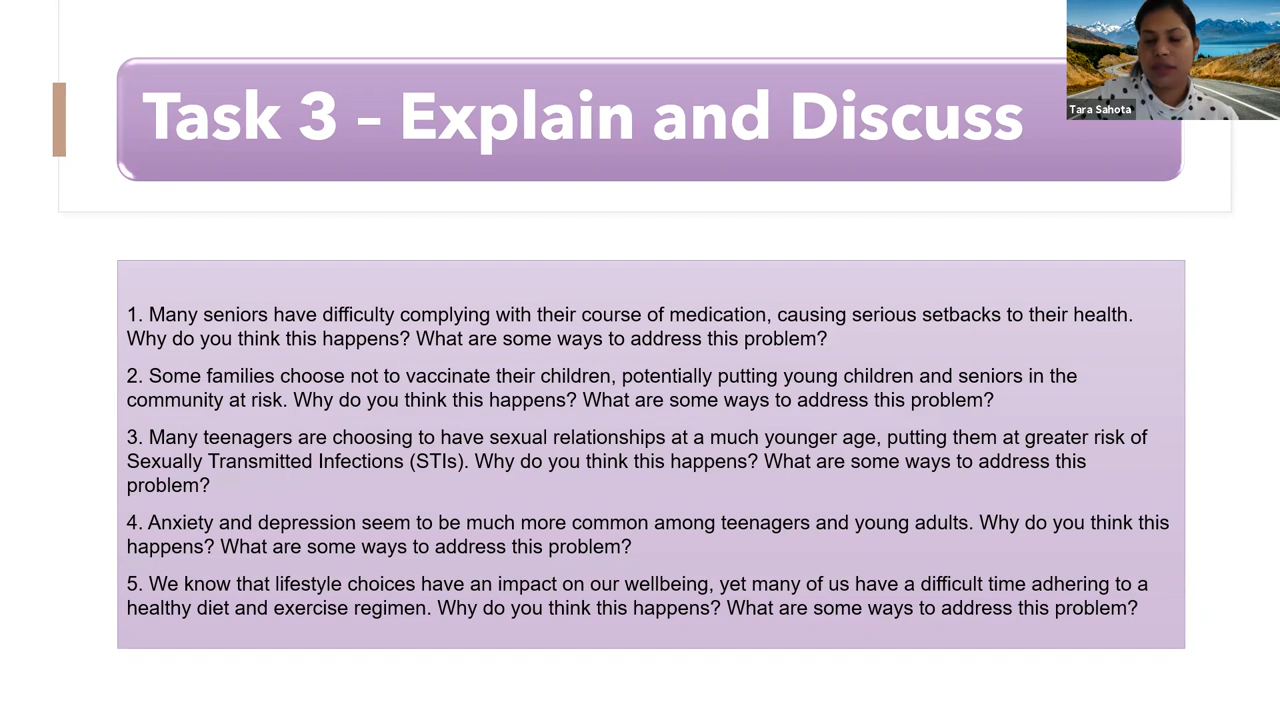 Task 3 – Explain and Discuss
Tara Sahota
1. Many seniors have difficulty complying with their course of medication, causing serious setbacks to their health.
Why do you think this happens? What are some ways to address this problem?
2. Some families choose not to vaccinate their children, potentially putting young children and seniors in the
community at risk. Why do you think this happens? What are some ways to address this problem?
3. Many teenagers are choosing to have sexual relationships at a much younger age, putting them at greater risk of
Sexually Transmitted Infections (STIs). Why do you think this happens? What are some ways to address this
problem?
4. Anxiety and depression seem to be much more common among teenagers and young adults. Why do you think this
happens? What are some ways to address this problem?
5. We know that lifestyle choices have an impact on our wellbeing, yet many of us have a difficult time adhering to a
healthy diet and exercise regimen. Why do you think this happens? What are some ways to address this problem?